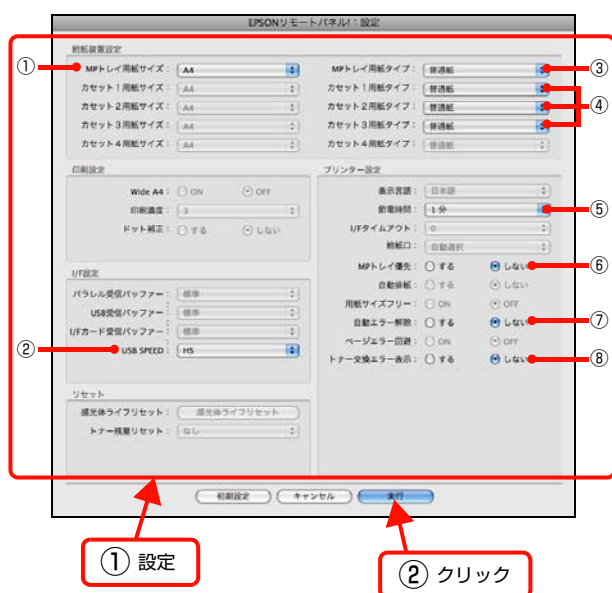 EPSONリモートパネル!：設定
給紙装置設定
① MPトレイ用紙サイズ： A4
カセット1用紙サイズ： A4
カセット2用紙サイズ： A4
カセット3用紙サイズ： A4
カセット4用紙サイズ： A4
MPトレイ用紙タイプ： 普通紙 ③
カセット1用紙タイプ： 普通紙
カセット2用紙タイプ： 普通紙 ④
カセット3用紙タイプ： 普通紙
カセット4用紙タイプ： 普通紙
印刷設定
Wide A4： ON OFF
印刷濃度： 3
ドット補正： する しない
I/F設定
パラレル受信バッファー： 標準
USB受信バッファー： 標準
I/Fカード受信バッファー： 標準
② USB SPEED： HS
リセット
感光体ライフリセット： 感光体ライフリセット
トナー残量リセット： なし
プリンター設定
表示言語： 日本語
節電時間： 1分 ⑤
I/Fタイムアウト： 0
給紙口： 自動選択
MPトレイ優先： する しない ⑥
自動排紙： する しない
用紙サイズフリー： ON OFF
自動エラー解除： する しない ⑦
ページエラー回避： ON OFF
トナー交換エラー表示： する しない ⑧
初期設定 キャンセル 実行
① 設定
② クリック